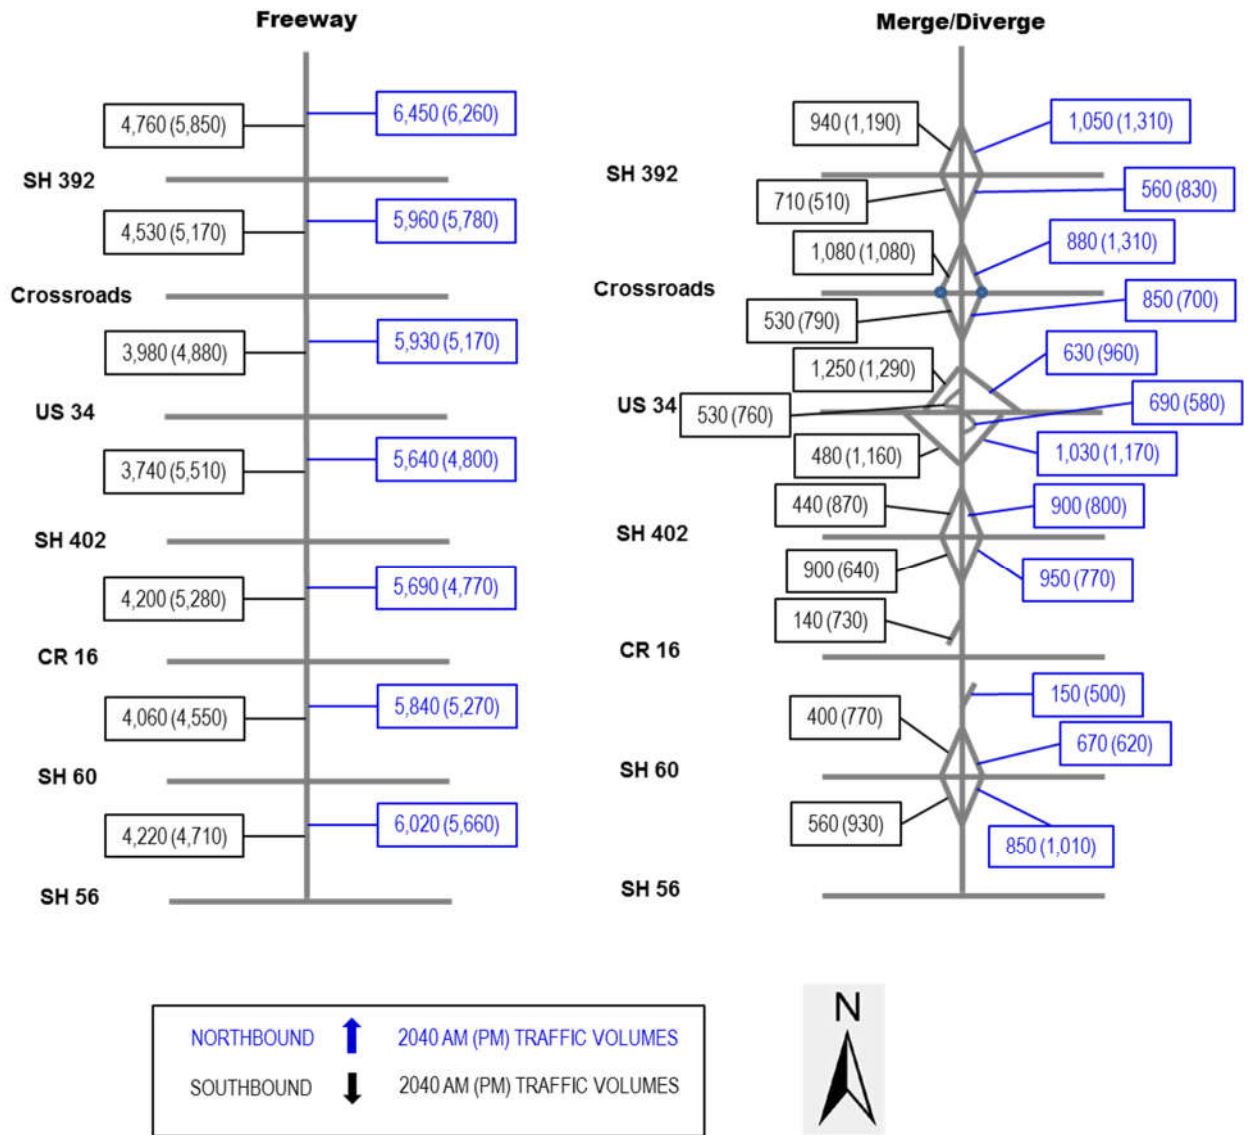 Freeway
4,760 (5,850)
6,450 (6,260)
SH 392
4,530 (5,170)
5,960 (5,780)
Crossroads
3,980 (4,880)
5,930 (5,170)
US 34
3,740 (5,510)
5,640 (4,800)
SH 402
4,200 (5,280)
5,690 (4,770)
CR 16
4,060 (4,550)
5,840 (5,270)
SH 60
4,220 (4,710)
6,020 (5,660)
SH 56
Merge/Diverge
940 (1,190)
1,050 (1,310)
SH 392
710 (510)
560 (830)
1,080 (1,080)
880 (1,310)
Crossroads
530 (790)
850 (700)
1,250 (1,290)
630 (960)
US 34
530 (760)
690 (580)
480 (1,160)
1,030 (1,170)
440 (870)
900 (800)
SH 402
900 (640)
950 (770)
140 (730)
CR 16
150 (500)
400 (770)
670 (620)
SH 60
560 (930)
850 (1,010)
SH 56
NORTHBOUND 2040 AM (PM) TRAFFIC VOLUMES
SOUTHBOUND 2040 AM (PM) TRAFFIC VOLUMES
N